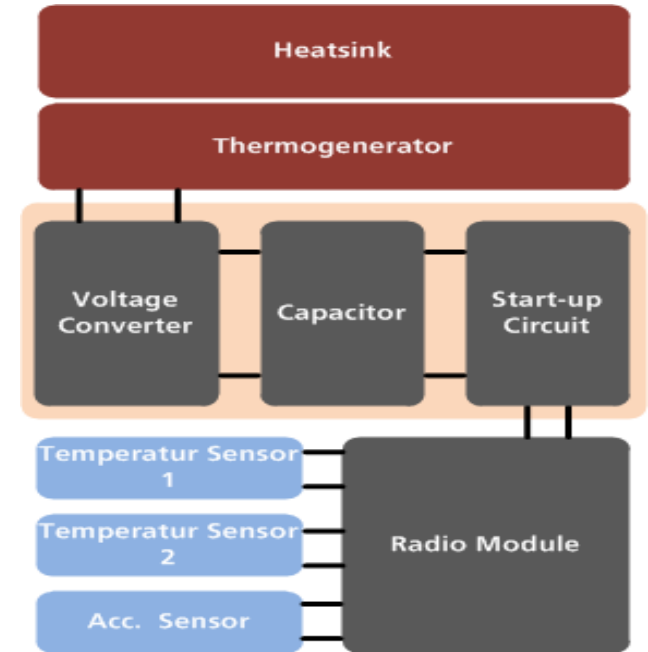 Heatsink
Thermogenerator
Voltage
Converter
Capacitor
Start-up
Circuit
Temperatur Sensor
1
Temperatur Sensor
2
Acc. Sensor
Radio Module